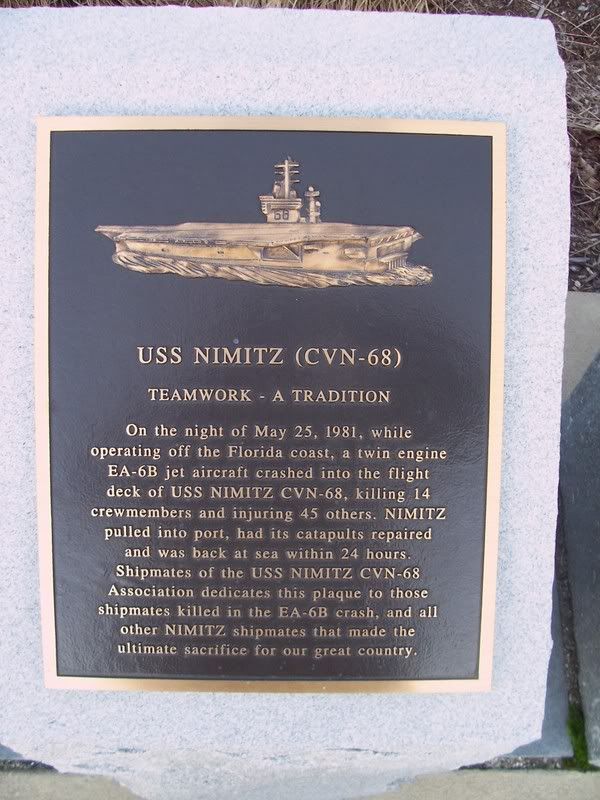 68
USS NIMITZ (CVN-68)
TEAMWORK - A TRADITION
On the night of May 25, 1981, while
operating off the Florida coast, a twin engine
EA-6B jet aircraft crashed into the flight
deck of USS NIMITZ CVN-68, killing 14
crewmembers and injuring 45 others. NIMITZ
pulled into port, had its catapults repaired
and was back at sea within 24 hours.
Shipmates of the USS NIMITZ CVN-68
Association dedicates this plaque to those
shipmates killed in the EA-6B crash, and all
other NIMITZ shipmates that made the
ultimate sacrifice for our great country.